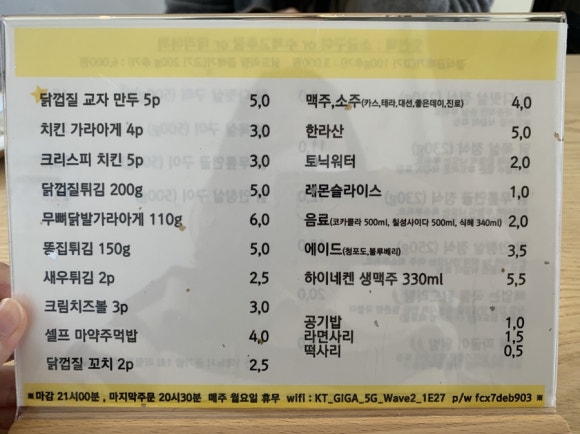 닭껍질 교자 만두 5p 5,0
치킨 가라아게 4p 3,0
크리스피 치킨 5p 3,0
닭껍질튀김 200g 5,0
무뼈닭발가라아게 110g 6,0
똥집튀김 150g 5,0
새우튀김 2p 2,5
크림치즈볼 3p 3,0
셀프 마약주먹밥 4,0
닭껍질 꼬치 2p 2,5
맥주,소주(카스,테라,대선,좋은데이,진로) 4,0
한라산 5,0
토닉워터 2,0
레몬슬라이스 1,0
음료(코카콜라 500ml, 칠성사이다 500ml, 식혜 340ml) 2,0
에이드(청포도,블루베리) 3,5
하이네켄 생맥주 330ml 5,5
공기밥 1,0
라면사리 1,5
떡사리 0,5
※ 마감 21시00분 , 마지막주문 20시30분 매주 월요일 휴무 wifi : KT_GIGA_5G_Wave2_1E27 p/w fcx7deb903 ※